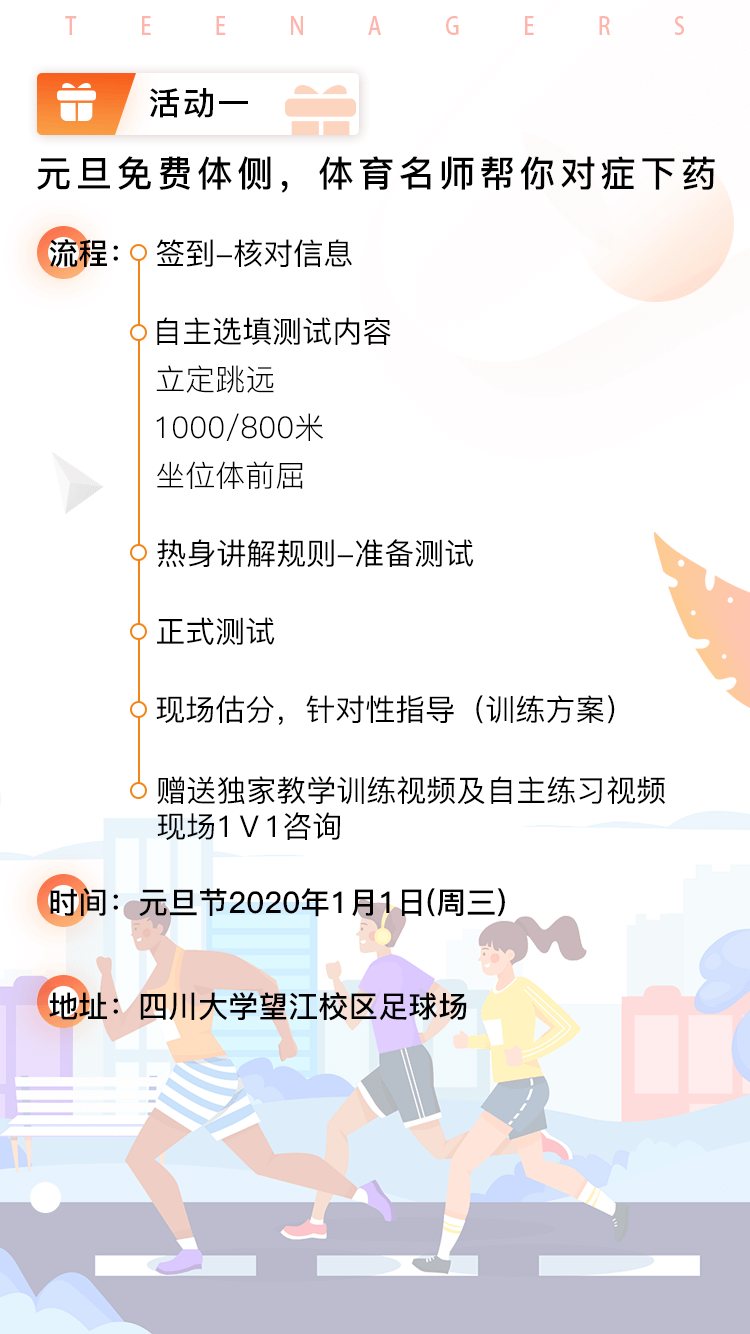 TEENAGERS
活动一
元旦免费体侧，体育名师帮你对症下药
流程：签到–核对信息
自主选填测试内容
立定跳远
1000/800米
坐位体前屈
热身讲解规则–准备测试
正式测试
现场估分，针对性指导（训练方案）
赠送独家教学训练视频及自主练习视频
现场1V1咨询
时间：元旦节2020年1月1日(周三)
地址：四川大学望江校区足球场